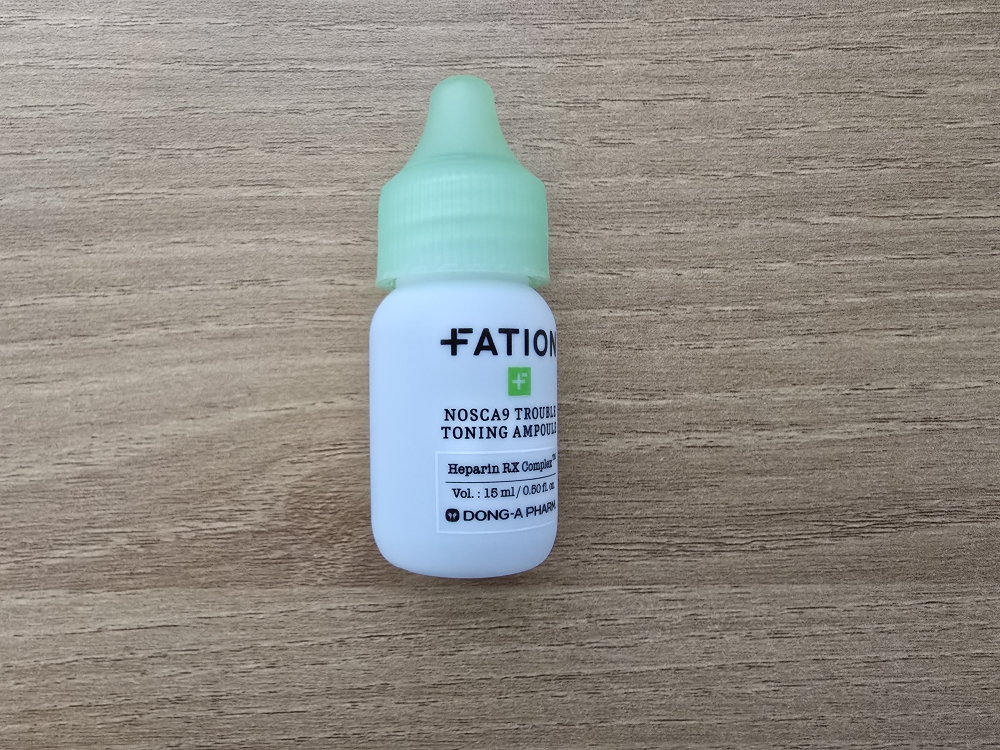 FATION
NOSCA9 TROUBLE
TONING AMPOULE
Heparin RX Complex™
Vol. : 15 ml / 0.50 fl. oz.
DONG-A PHARM.